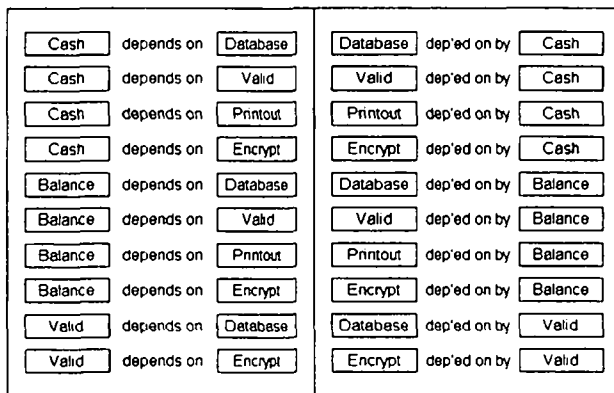 Cash depends on Database
Cash depends on Valid
Cash depends on Printout
Cash depends on Encrypt
Balance depends on Database
Balance depends on Valid
Balance depends on Printout
Balance depends on Encrypt
Valid depends on Database
Valid depends on Encrypt
Database dep'ed on by Cash
Valid dep'ed on by Cash
Printout dep'ed on by Cash
Encrypt dep'ed on by Cash
Database dep'ed on by Balance
Valid dep'ed on by Balance
Printout dep'ed on by Balance
Encrypt dep'ed on by Balance
Database dep'ed on by Valid
Encrypt dep'ed on by Valid